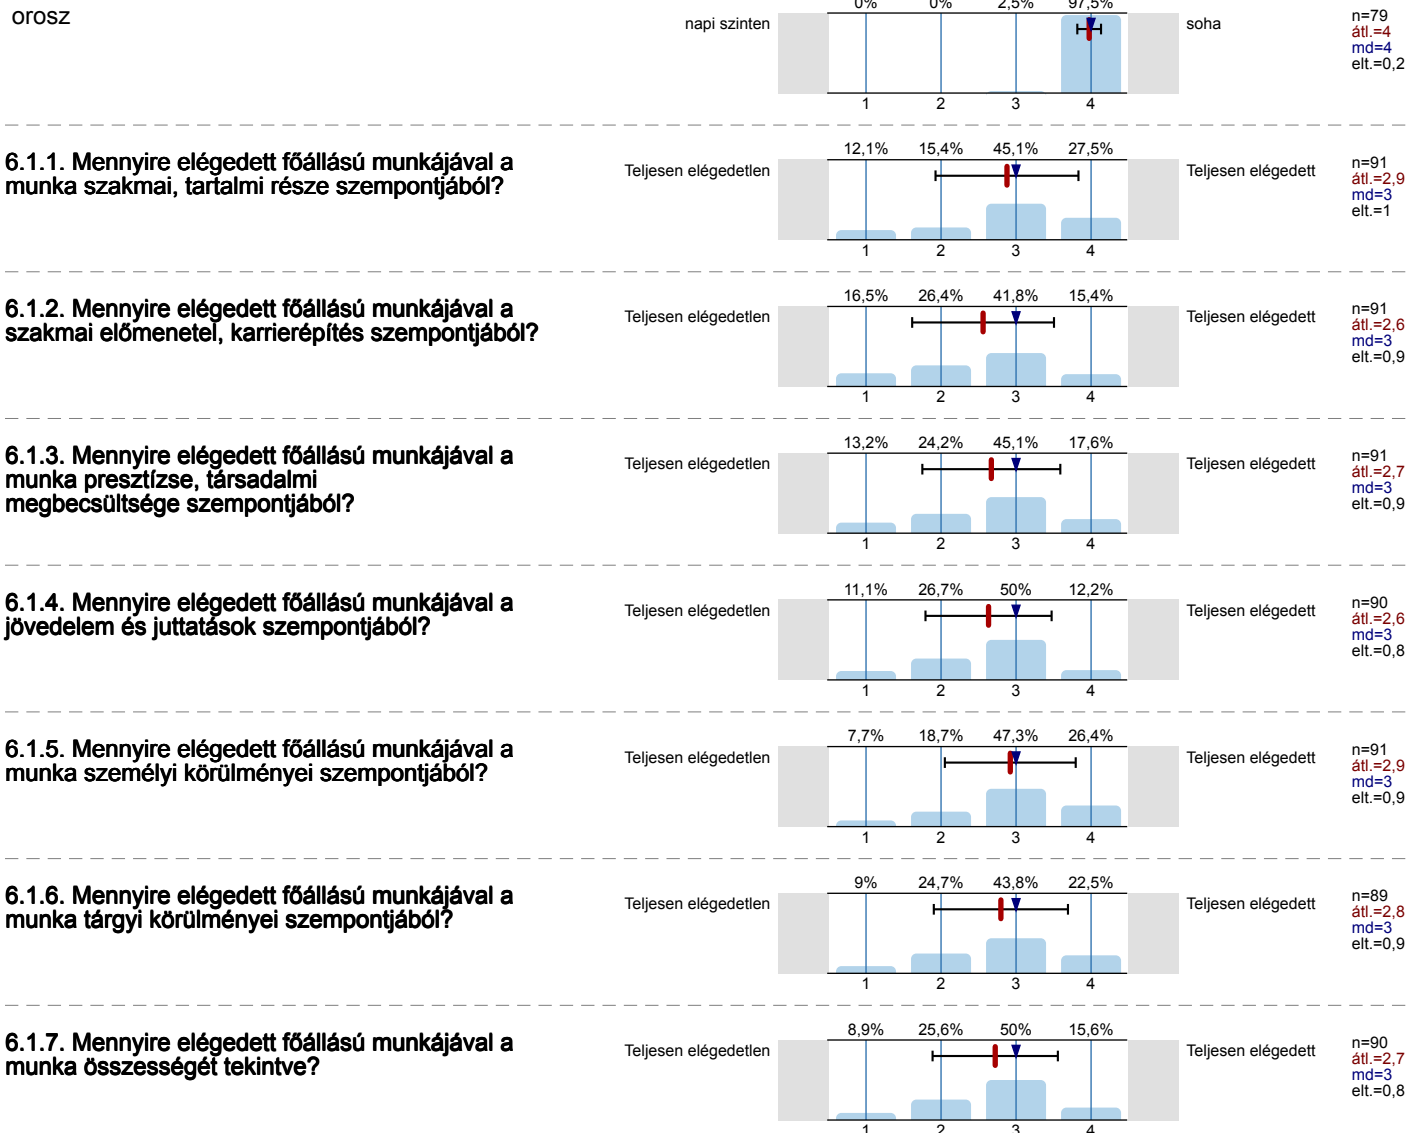 orosz
napi szinten
0% 0% 2,5% 97,5%
1 2 3 4
soha
n=79
átl.=4
md=4
elt.=0,2
6.1.1. Mennyire elégedett főállású munkájával a
munka szakmai, tartalmi része szempontjából?
Teljesen elégedetlen
12,1% 15,4% 45,1% 27,5%
1 2 3 4
Teljesen elégedett
n=91
átl.=2,9
md=3
elt.=1
6.1.2. Mennyire elégedett főállású munkájával a
szakmai előmenetel, karrierépítés szempontjából?
Teljesen elégedetlen
16,5% 26,4% 41,8% 15,4%
1 2 3 4
Teljesen elégedett
n=91
átl.=2,6
md=3
elt.=0,9
6.1.3. Mennyire elégedett főállású munkájával a
munka presztízse, társadalmi
megbecsültsége szempontjából?
Teljesen elégedetlen
13,2% 24,2% 45,1% 17,6%
1 2 3 4
Teljesen elégedett
n=91
átl.=2,7
md=3
elt.=0,9
6.1.4. Mennyire elégedett főállású munkájával a
jövedelem és juttatások szempontjából?
Teljesen elégedetlen
11,1% 26,7% 50% 12,2%
1 2 3 4
Teljesen elégedett
n=90
átl.=2,6
md=3
elt.=0,8
6.1.5. Mennyire elégedett főállású munkájával a
munka személyi körülményei szempontjából?
Teljesen elégedetlen
7,7% 18,7% 47,3% 26,4%
1 2 3 4
Teljesen elégedett
n=91
átl.=2,9
md=3
elt.=0,9
6.1.6. Mennyire elégedett főállású munkájával a
munka tárgyi körülményei szempontjából?
Teljesen elégedetlen
9% 24,7% 43,8% 22,5%
1 2 3 4
Teljesen elégedett
n=89
átl.=2,8
md=3
elt.=0,9
6.1.7. Mennyire elégedett főállású munkájával a
munka összességét tekintve?
Teljesen elégedetlen
8,9% 25,6% 50% 15,6%
1 2 3 4
Teljesen elégedett
n=90
átl.=2,7
md=3
elt.=0,8